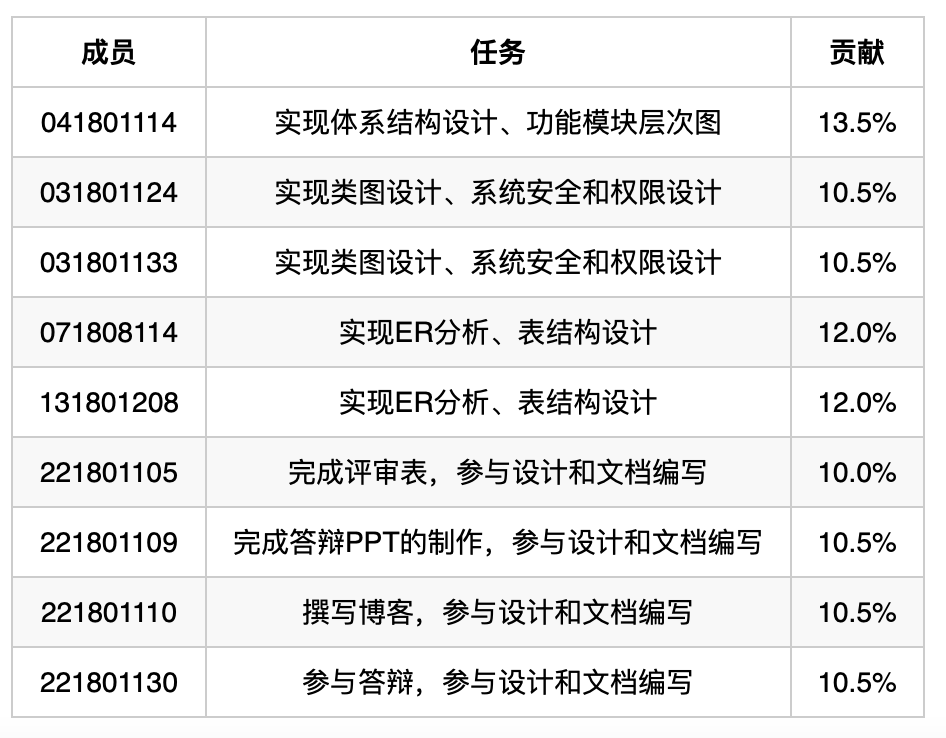 成员 任务 贡献
041801114 实现体系结构设计、功能模块层次图 13.5%
031801124 实现类图设计、系统安全和权限设计 10.5%
031801133 实现类图设计、系统安全和权限设计 10.5%
071808114 实现ER分析、表结构设计 12.0%
131801208 实现ER分析、表结构设计 12.0%
221801105 完成评审表，参与设计和文档编写 10.0%
221801109 完成答辩PPT的制作，参与设计和文档编写 10.5%
221801110 撰写博客，参与设计和文档编写 10.5%
221801130 参与答辩，参与设计和文档编写 10.5%